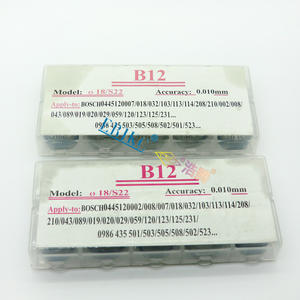 B12
Model: ο 18/S22 Accuracy: 0.010mm
Apply-to: BOSCH0445120007/018/032/103/113/114/208/210/002/008/
043/089/019/020/029/059/120/123/125/231/...
0986 435 503/505/508/502/501/523...
B12
Model: ο 18/S22 Accuracy: 0.010mm
Apply-to: BOSCH0445120002/008/007/018/032/103/113/114/208/
210/043/089/019/020/029/059/120/123/125/231/
0986 435 501/503/505/508/502/523...